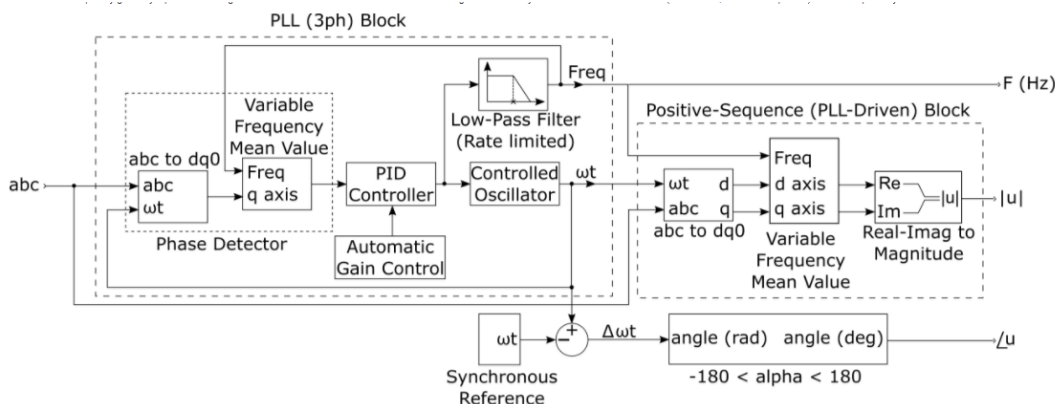 PLL (3ph) Block
Freq
F (Hz)
Variable
Frequency
Mean Value
Low-Pass Filter
(Rate limited)
Positive-Sequence (PLL-Driven) Block
abc to dq0
abc
abc
ωt
Freq
q axis
PID
Controller
Controlled
Oscillator
ωt
Phase Detector
Automatic
Gain Control
ωt d
abc q
abc to dq0
Freq
d axis
q axis
Variable
Frequency
Mean Value
Re
Im
|u|
Real-Imag to
Magnitude
|u|
ωt
Synchronous
Reference
− +
Δωt
angle (rad) angle (deg)
-180 < alpha < 180
∠u